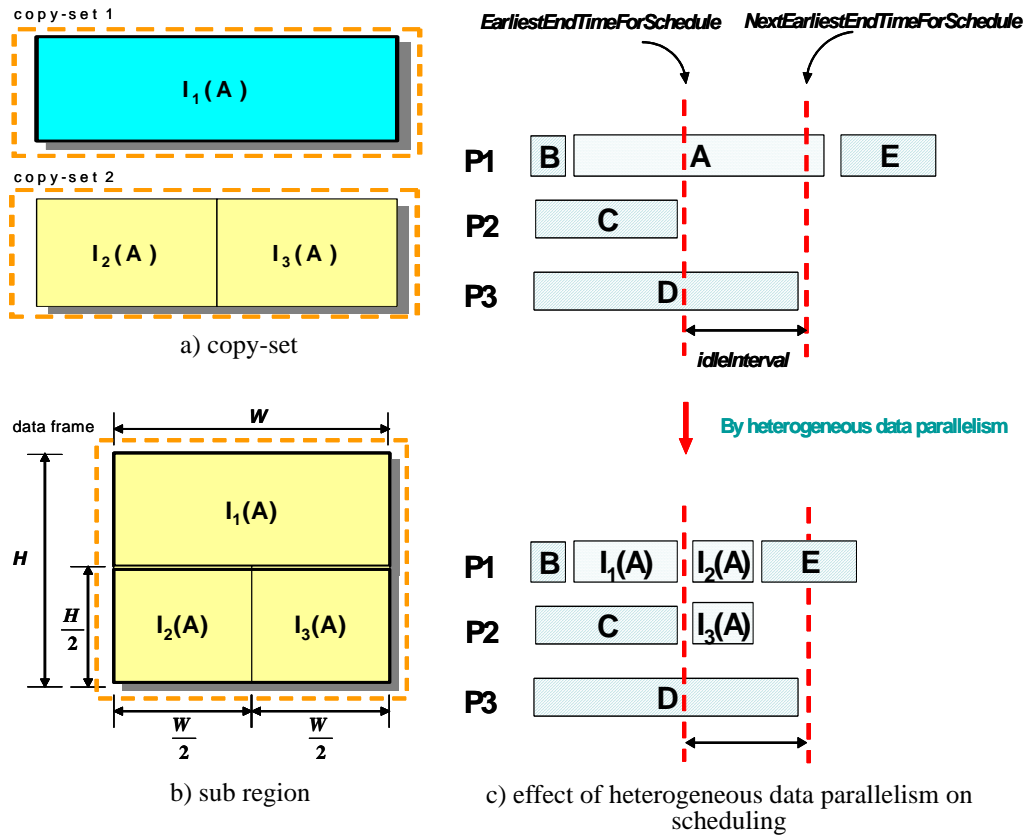 copy-set 1
I1(A)
copy-set 2
I2(A) I3(A)
a) copy-set
data frame
W
H
I1(A)
H/2
I2(A) I3(A)
W/2 W/2
b) sub region
EarliestEndTimeForSchedule NextEarliestEndTimeForSchedule
P1 B A E
P2 C
P3 D
idleInterval
By heterogeneous data parallelism
P1 B I1(A) I2(A) E
P2 C I3(A)
P3 D
c) effect of heterogeneous data parallelism on
scheduling